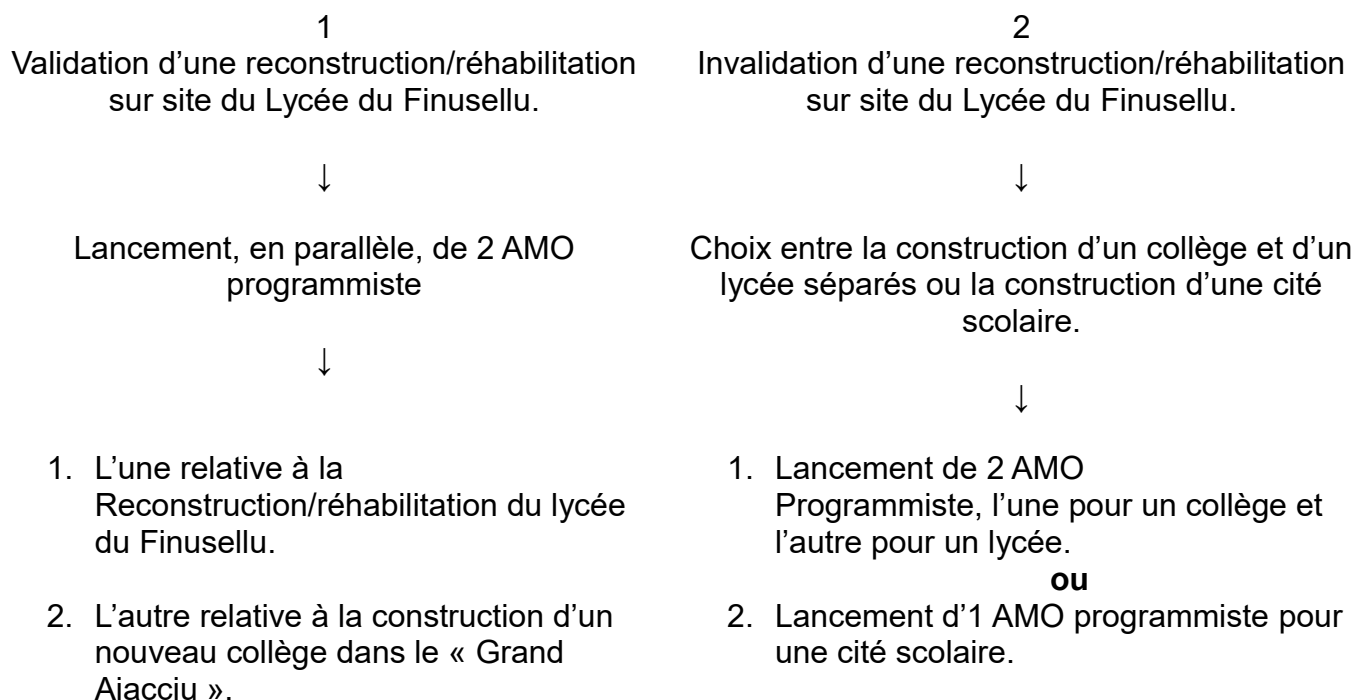 1
Validation d’une reconstruction/réhabilitation
sur site du Lycée du Finusellu.
↓
Lancement, en parallèle, de 2 AMO
programmiste
↓
1. L’une relative à la
Reconstruction/réhabilitation du lycée
du Finusellu.
2. L’autre relative à la construction d’un
nouveau collège dans le « Grand
Aiacciu ».
2
Invalidation d’une reconstruction/réhabilitation
sur site du Lycée du Finusellu.
↓
Choix entre la construction d’un collège et d’un
lycée séparés ou la construction d’une cité
scolaire.
↓
1. Lancement de 2 AMO
Programmiste, l’une pour un collège et
l’autre pour un lycée.
ou
2. Lancement d’1 AMO programmiste pour
une cité scolaire.